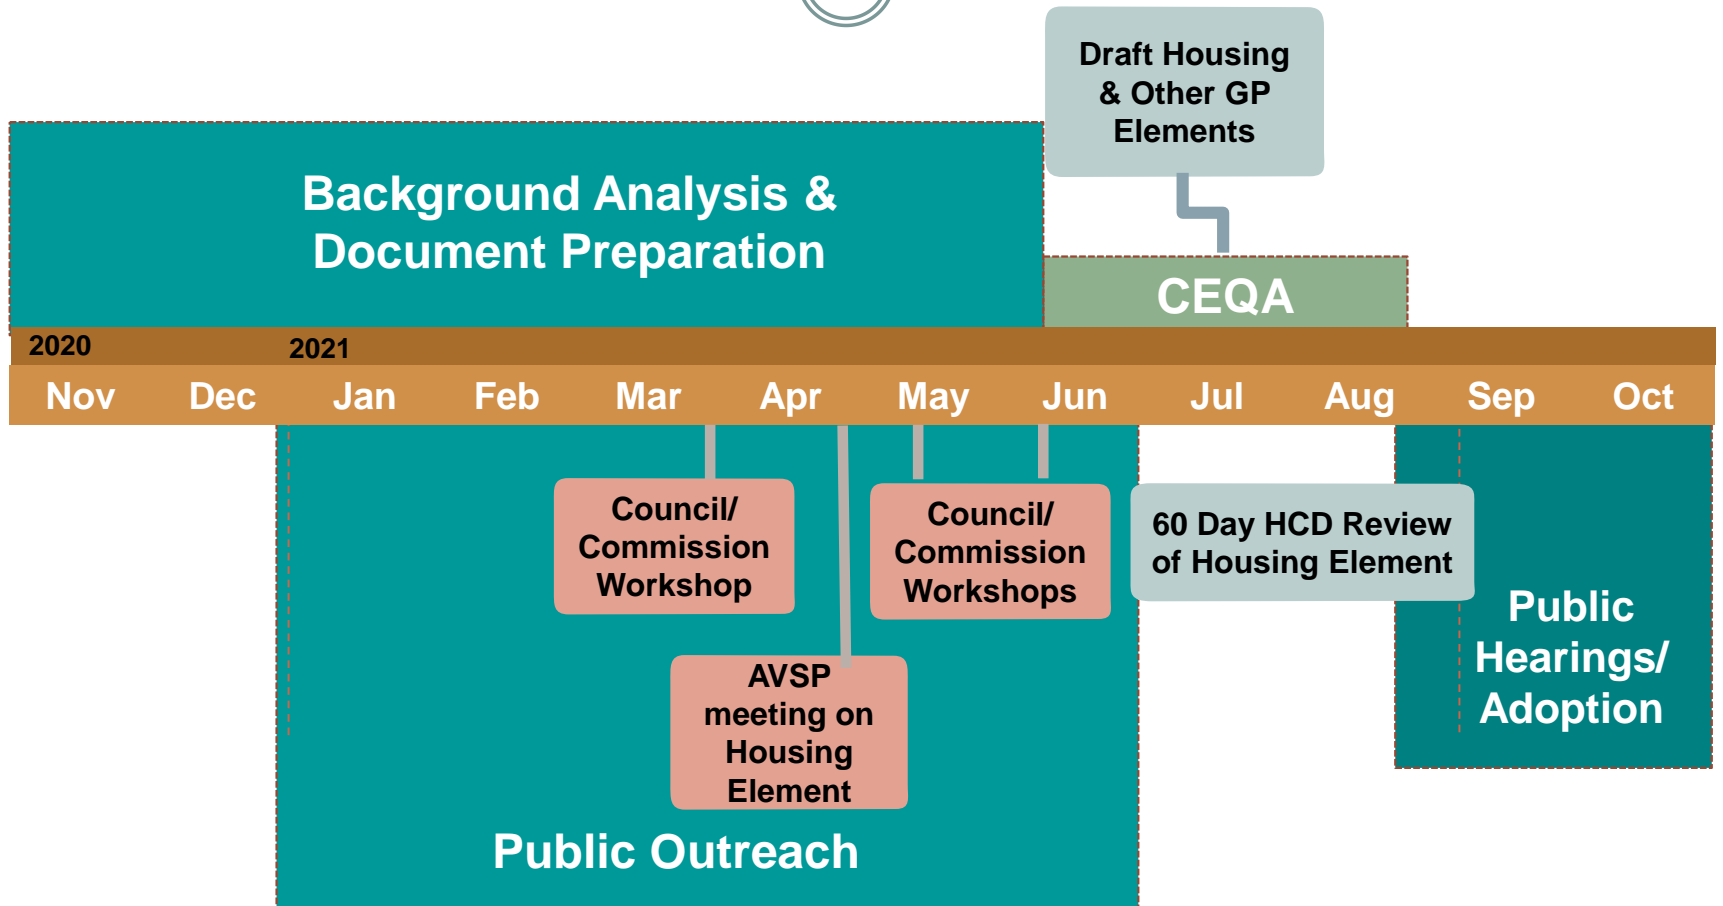 Draft Housing
& Other GP
Elements
Background Analysis &
Document Preparation
CEQA
2020 2021
Nov Dec Jan Feb Mar Apr May Jun Jul Aug Sep Oct
Council/
Commission
Workshop
Council/
Commission
Workshops
60 Day HCD Review
of Housing Element
Public
Hearings/
Adoption
AVSP
meeting on
Housing
Element
Public Outreach